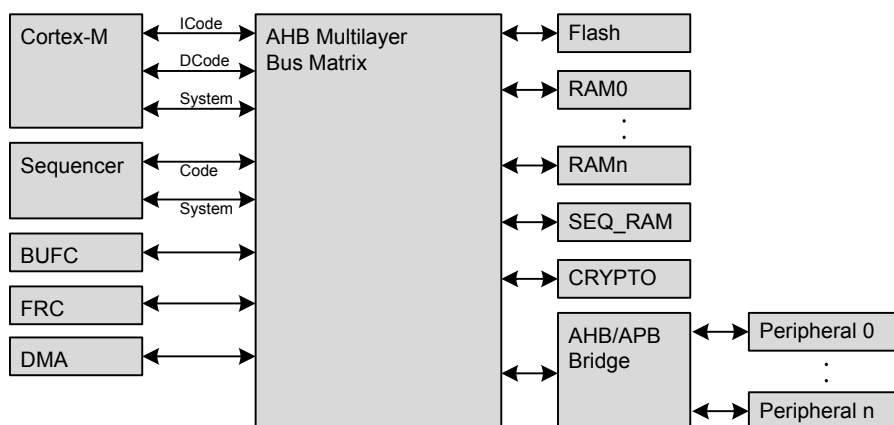 Cortex-M
ICode
DCode
System
Sequencer
Code
System
BUFC
FRC
DMA
AHB Multilayer
Bus Matrix
Flash
RAM0
:
RAMn
SEQ_RAM
CRYPTO
AHB/APB
Bridge
Peripheral 0
:
Peripheral n